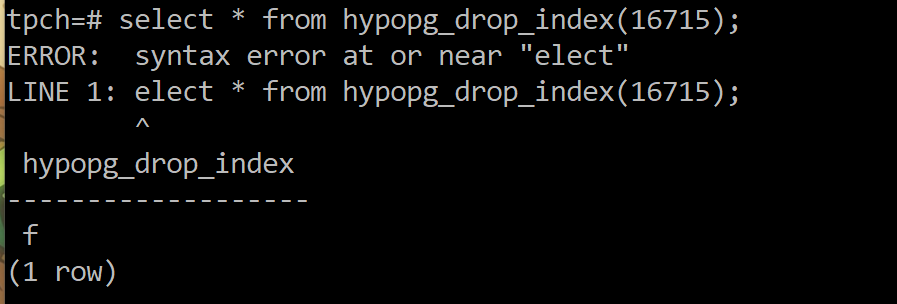 tpch=# select * from hypopg_drop_index(16715);
ERROR:  syntax error at or near "elect"
LINE 1: elect * from hypopg_drop_index(16715);
        ^
 hypopg_drop_index
-------------------
 f
(1 row)